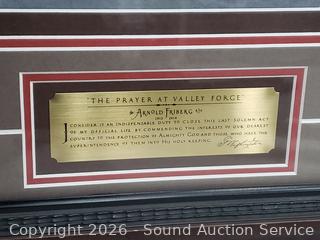 "THE PRAYER AT VALLEY FORGE"
ARNOLD FRIBERG
1913 - 2010
I CONSIDER IT AN INDISPENSABLE DUTY TO CLOSE THIS LAST SOLEMN ACT
OF MY OFFICIAL LIFE BY COMMENDING THE INTERESTS OF OUR DEAREST
COUNTRY TO THE PROTECTION OF ALMIGHTY GOD AND THOSE WHO HAVE THE
SUPERINTENDENCE OF THEM INTO HIS HOLY KEEPING.
Copyright 2026 - Sound Auction Service